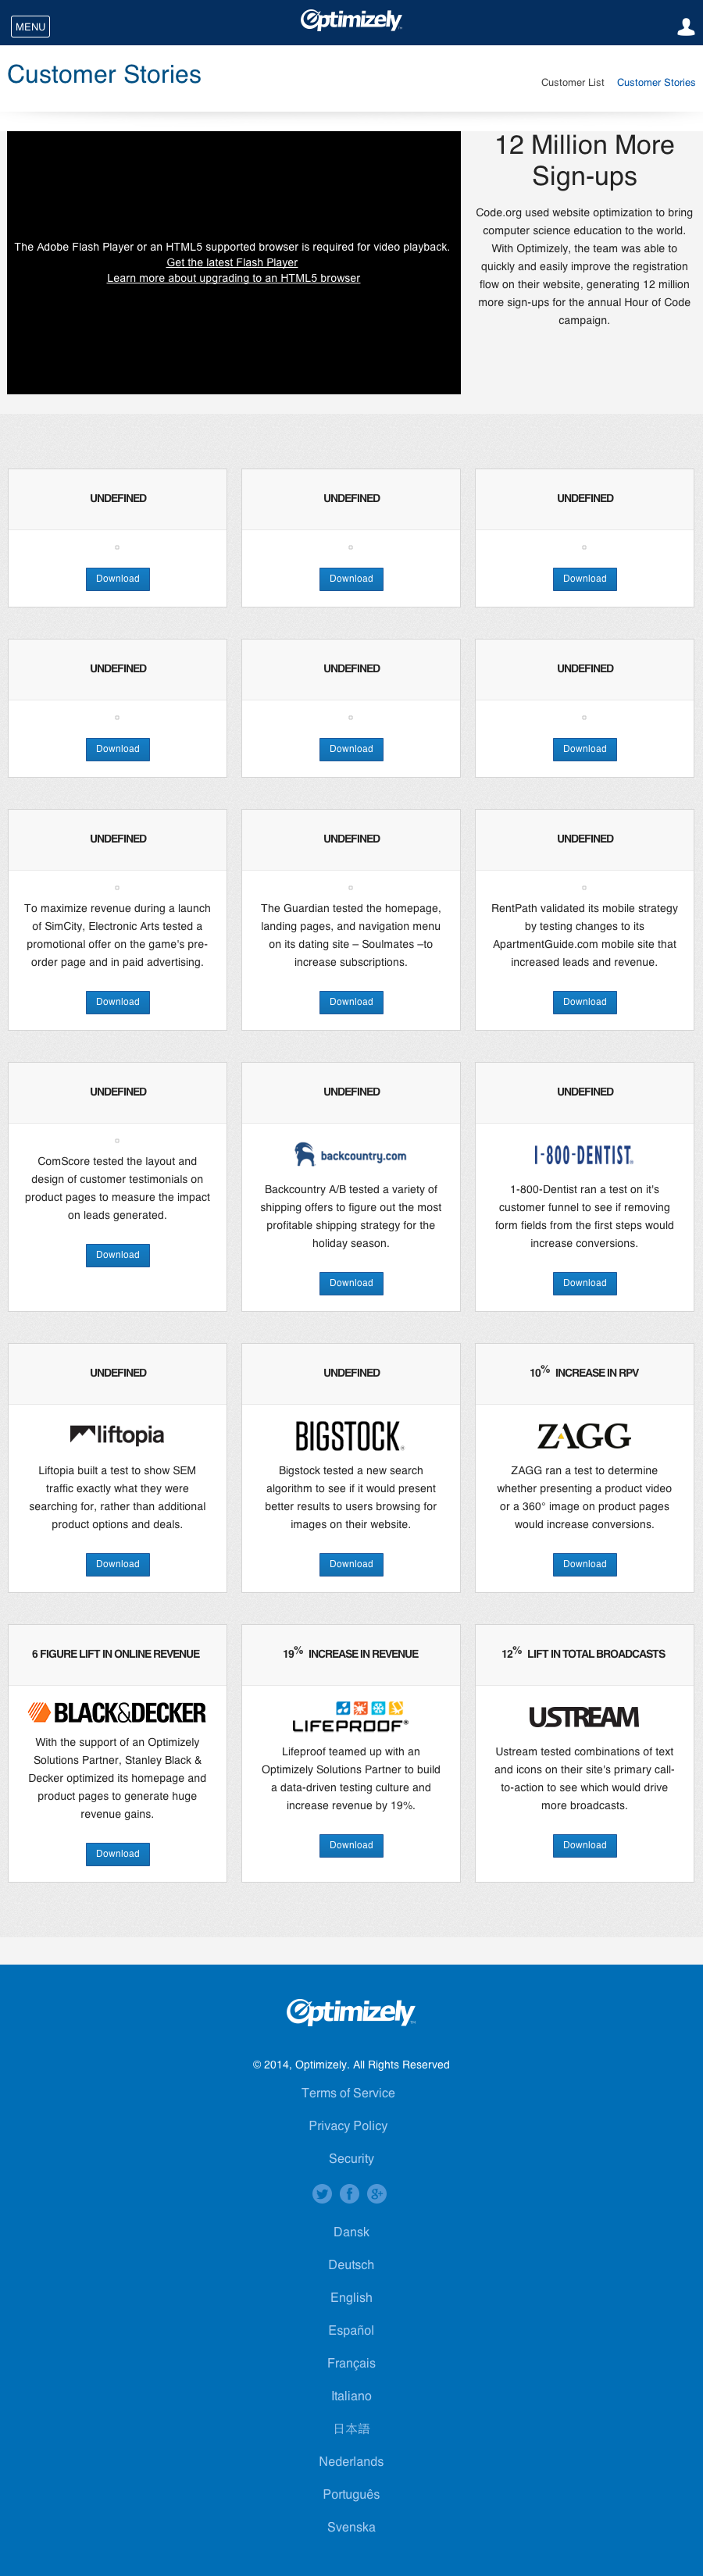 MENU
Optimizely
Customer Stories
Customer List Customer Stories
The Adobe Flash Player or an HTML5 supported browser is required for video playback.
Get the latest Flash Player
Learn more about upgrading to an HTML5 browser
12 Million More
Sign-ups
Code.org used website optimization to bring
computer science education to the world.
With Optimizely, the team was able to
quickly and easily improve the registration
flow on their website, generating 12 million
more sign-ups for the annual Hour of Code
campaign.
UNDEFINED
Download
UNDEFINED
Download
UNDEFINED
Download
UNDEFINED
Download
UNDEFINED
Download
UNDEFINED
Download
UNDEFINED
To maximize revenue during a launch
of SimCity, Electronic Arts tested a
promotional offer on the game's pre-
order page and in paid advertising.
Download
UNDEFINED
The Guardian tested the homepage,
landing pages, and navigation menu
on its dating site – Soulmates –to
increase subscriptions.
Download
UNDEFINED
RentPath validated its mobile strategy
by testing changes to its
ApartmentGuide.com mobile site that
increased leads and revenue.
Download
UNDEFINED
ComScore tested the layout and
design of customer testimonials on
product pages to measure the impact
on leads generated.
Download
UNDEFINED
backcountry.com
Backcountry A/B tested a variety of
shipping offers to figure out the most
profitable shipping strategy for the
holiday season.
Download
UNDEFINED
1-800-DENTIST®
1-800-Dentist ran a test on it's
customer funnel to see if removing
form fields from the first steps would
increase conversions.
Download
UNDEFINED
liftopia
Liftopia built a test to show SEM
traffic exactly what they were
searching for, rather than additional
product options and deals.
Download
UNDEFINED
BIGSTOCK®
Bigstock tested a new search
algorithm to see if it would present
better results to users browsing for
images on their website.
Download
10% INCREASE IN RPV
ZAGG
ZAGG ran a test to determine
whether presenting a product video
or a 360° image on product pages
would increase conversions.
Download
6 FIGURE LIFT IN ONLINE REVENUE
BLACK&DECKER
With the support of an Optimizely
Solutions Partner, Stanley Black &
Decker optimized its homepage and
product pages to generate huge
revenue gains.
Download
19% INCREASE IN REVENUE
LIFEPROOF®
Lifeproof teamed up with an
Optimizely Solutions Partner to build
a data-driven testing culture and
increase revenue by 19%.
Download
12% LIFT IN TOTAL BROADCASTS
USTREAM
Ustream tested combinations of text
and icons on their site's primary call-
to-action to see which would drive
more broadcasts.
Download
Optimizely
© 2014, Optimizely. All Rights Reserved
Terms of Service
Privacy Policy
Security
Dansk
Deutsch
English
Español
Français
Italiano
日本語
Nederlands
Português
Svenska